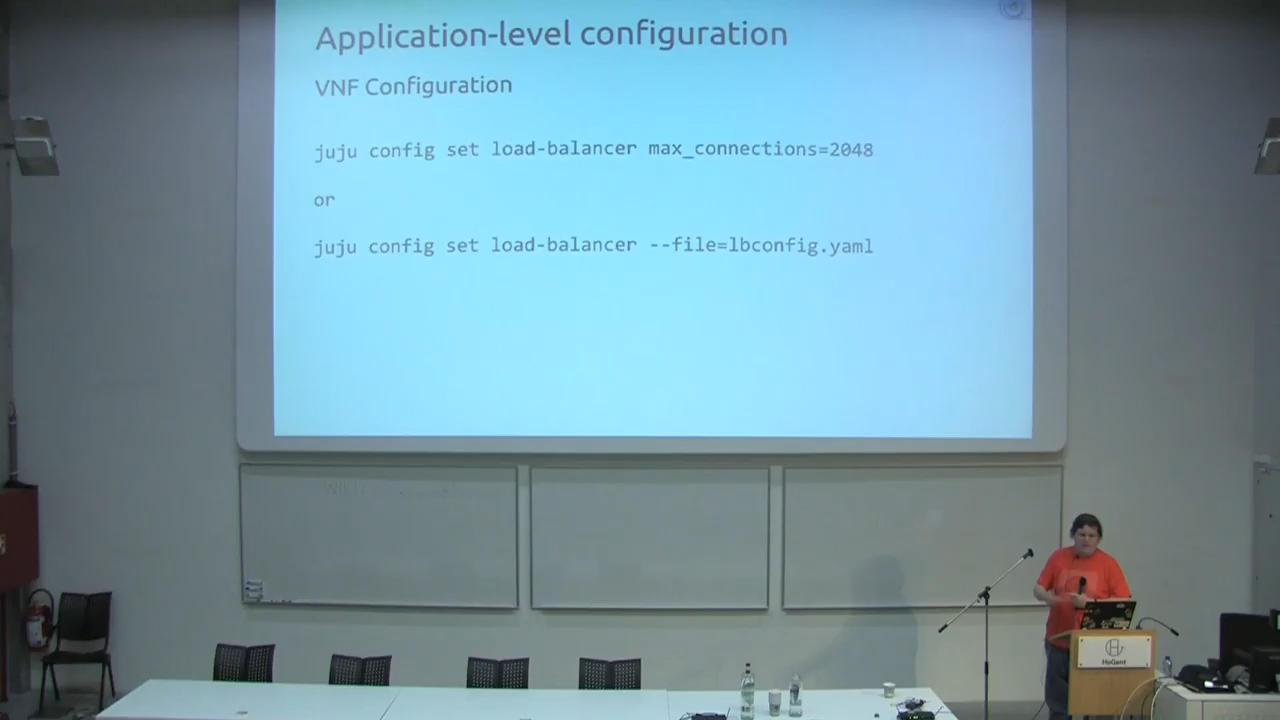 Application-level configuration
VNF Configuration
juju config set load-balancer max_connections=2048
or
juju config set load-balancer --file=lbconfig.yaml
HoGent